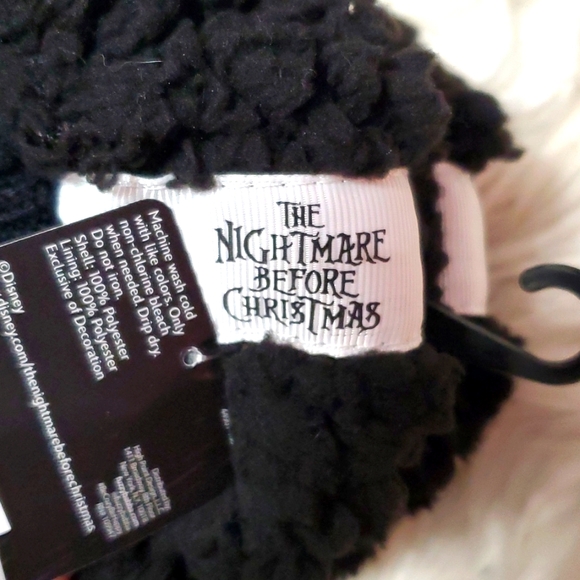 THE
NIGHTMARE
BEFORE
CHRISTMAS
Machine wash cold
with like colors. Only
non-chlorine bleach
when needed. Drip dry.
Do not iron.
Shell: 100% Polyester
Lining: 100% Polyester
Exclusive of Decoration
©Disney
disney.com/thenightmarebeforechristmas